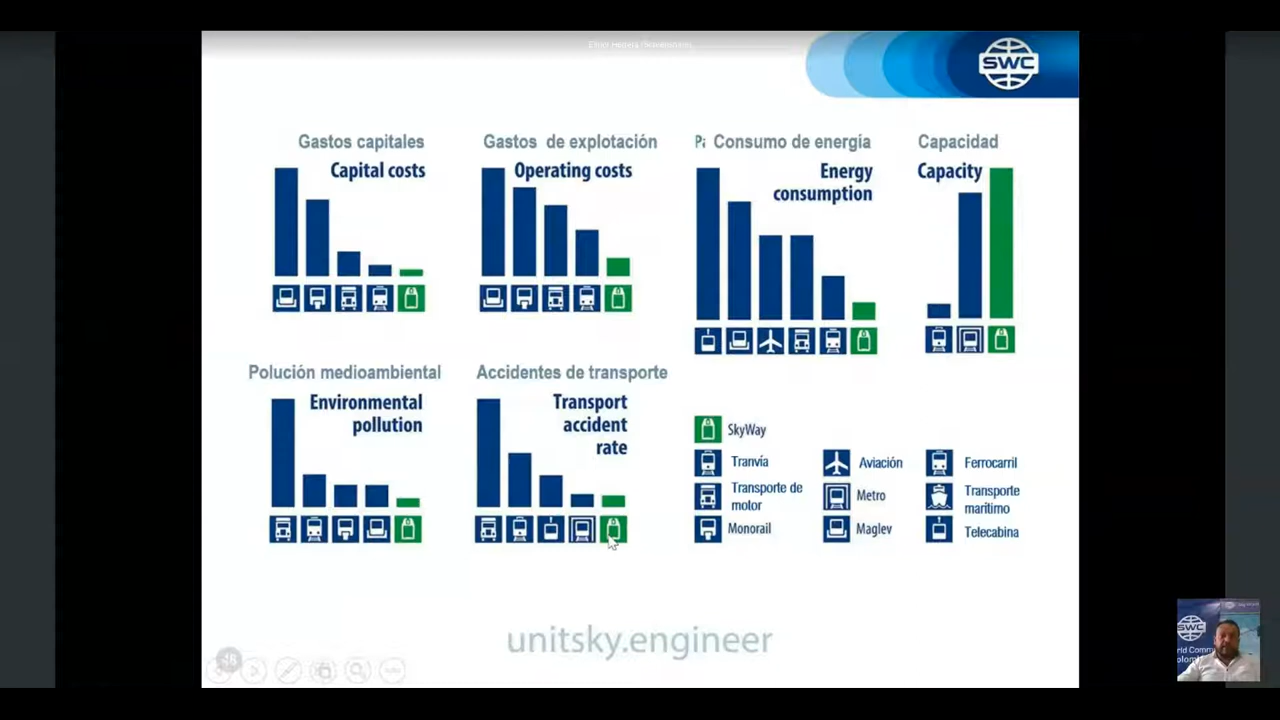 SWC
Gastos capitales
Capital costs
Gastos de explotación
Operating costs
Consumo de energía
Energy
consumption
Capacidad
Capacity
Polución medioambiental
Environmental
pollution
Accidentes de transporte
Transport
accident
rate
SkyWay
Tranvía
Aviación
Ferrocarril
Transporte de
motor
Metro
Transporte
marítimo
Monorail
Maglev
Telecabina
unitsky.engineer
SWC